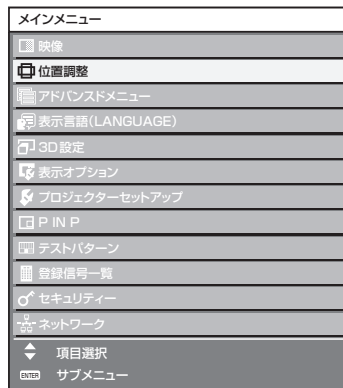 メインメニュー
映像
位置調整
アドバンスドメニュー
表示言語(LANGUAGE)
3D設定
表示オプション
プロジェクターセットアップ
P IN P
テストパターン
登録信号一覧
セキュリティー
ネットワーク
項目選択
ENTER サブメニュー